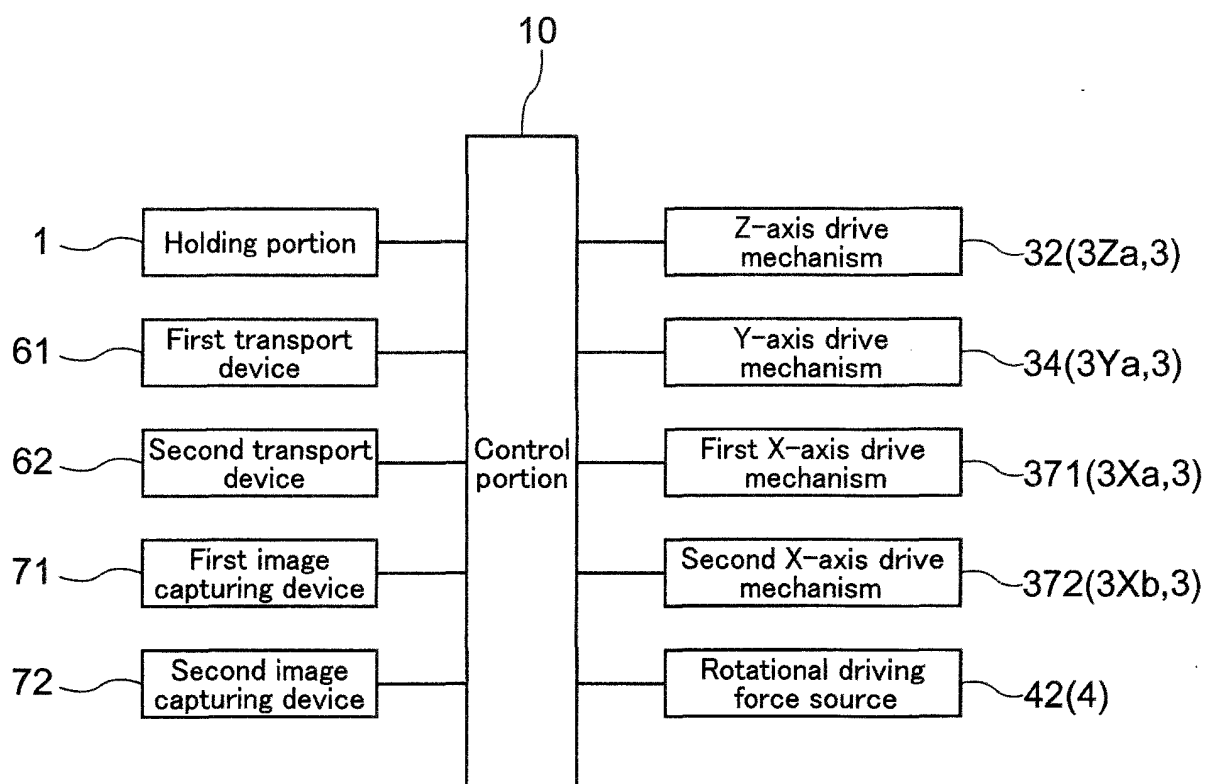 10
1
Holding portion
Z-axis drive
mechanism
32(3Za,3)
61
First transport
device
Y-axis drive
mechanism
34(3Ya,3)
62
Second transport
device
Control
portion
First X-axis drive
mechanism
371(3Xa,3)
71
First image
capturing device
Second X-axis drive
mechanism
372(3Xb,3)
72
Second image
capturing device
Rotational driving
force source
42(4)